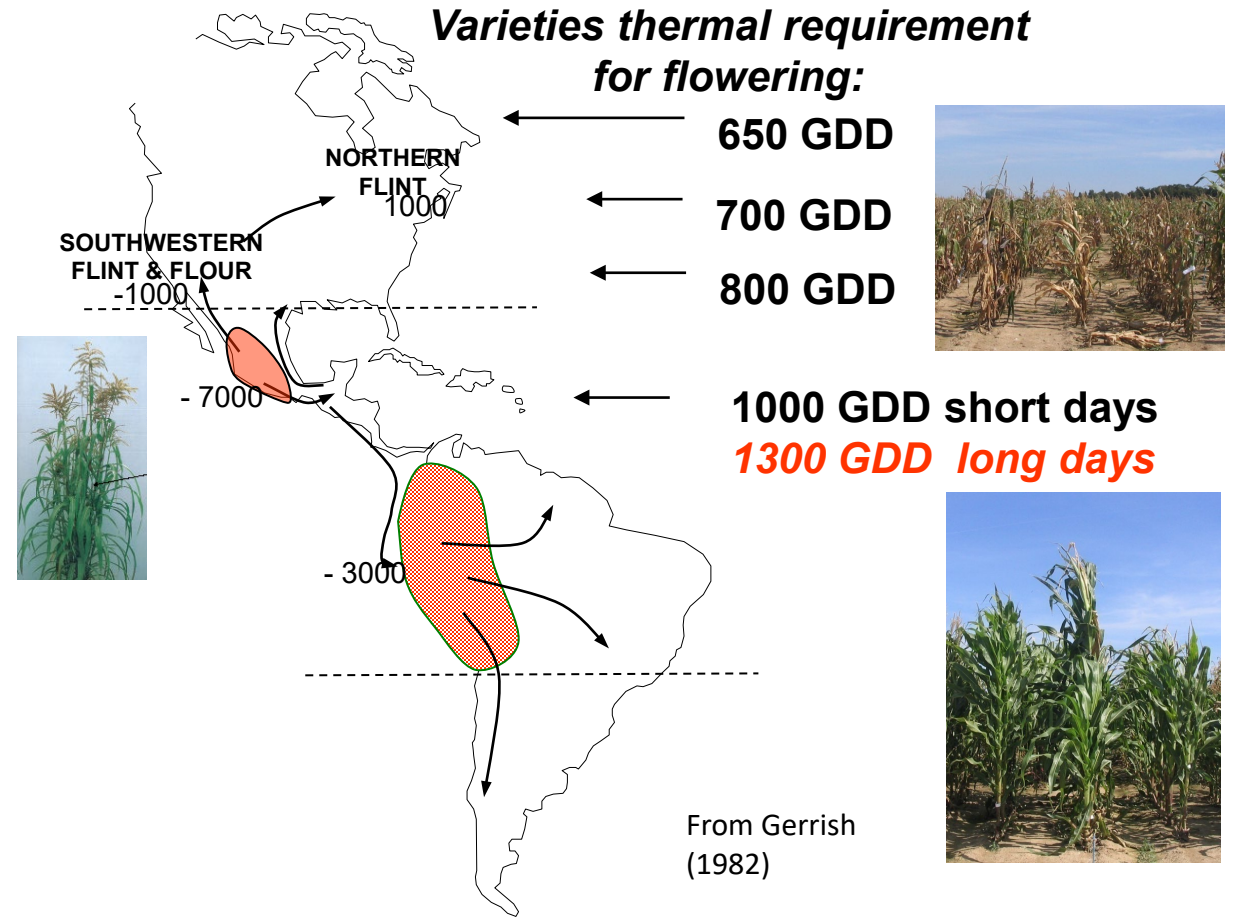 Varieties thermal requirement
for flowering:
650 GDD
NORTHERN
FLINT
1000
700 GDD
SOUTHWESTERN
FLINT & FLOUR
-1000
800 GDD
- 7000
1000 GDD short days
1300 GDD  long days
- 3000
From Gerrish
(1982)